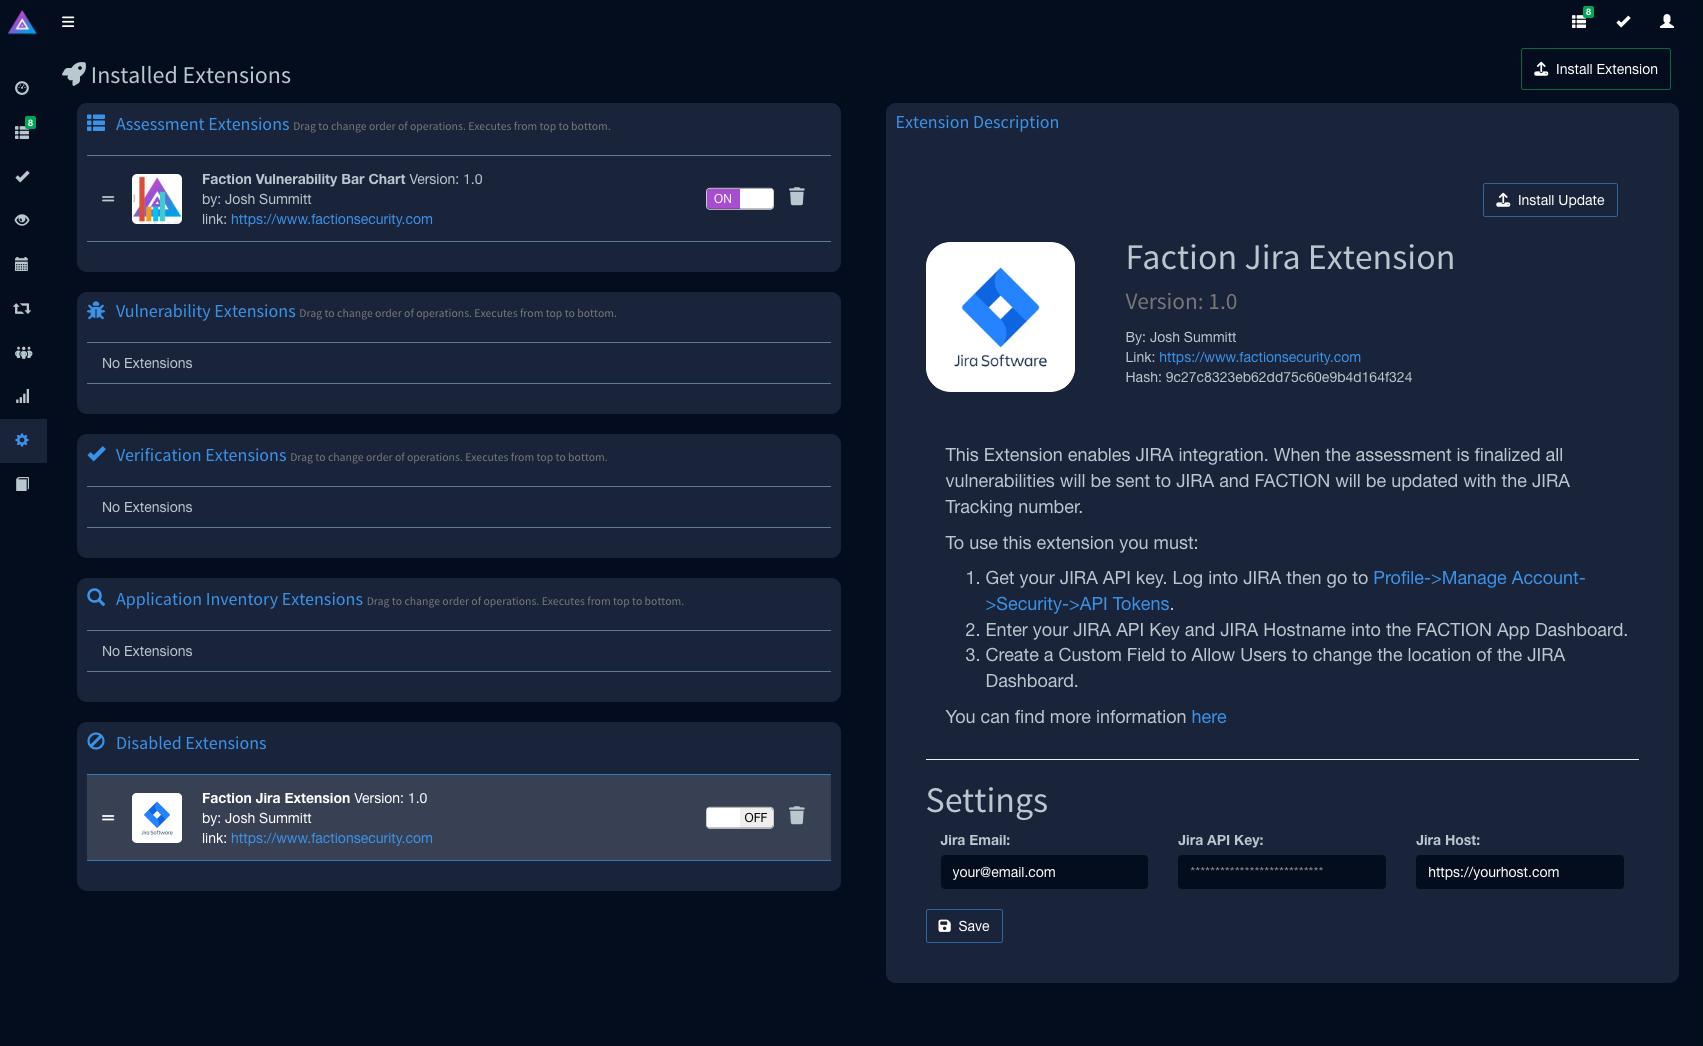 8
Installed Extensions
Install Extension
8
Assessment Extensions Drag to change order of operations. Executes from top to bottom.
Faction Vulnerability Bar Chart Version: 1.0
by: Josh Summitt
link: https://www.factionsecurity.com
ON
Vulnerability Extensions Drag to change order of operations. Executes from top to bottom.
No Extensions
Verification Extensions Drag to change order of operations. Executes from top to bottom.
No Extensions
Application Inventory Extensions Drag to change order of operations. Executes from top to bottom.
No Extensions
Disabled Extensions
Faction Jira Extension Version: 1.0
by: Josh Summitt
link: https://www.factionsecurity.com
Jira Software
OFF
Extension Description
Install Update
Jira Software
Faction Jira Extension
Version: 1.0
By: Josh Summitt
Link: https://www.factionsecurity.com
Hash: 9c27c8323eb62dd75c60e9b4d164f324
This Extension enables JIRA integration. When the assessment is finalized all
vulnerabilities will be sent to JIRA and FACTION will be updated with the JIRA
Tracking number.
To use this extension you must:
1. Get your JIRA API key. Log into JIRA then go to Profile->Manage Account-
>Security->API Tokens.
2. Enter your JIRA API Key and JIRA Hostname into the FACTION App Dashboard.
3. Create a Custom Field to Allow Users to change the location of the JIRA
Dashboard.
You can find more information here
Settings
Jira Email:
Jira API Key:
Jira Host:
your@email.com
***************************
https://yourhost.com
Save